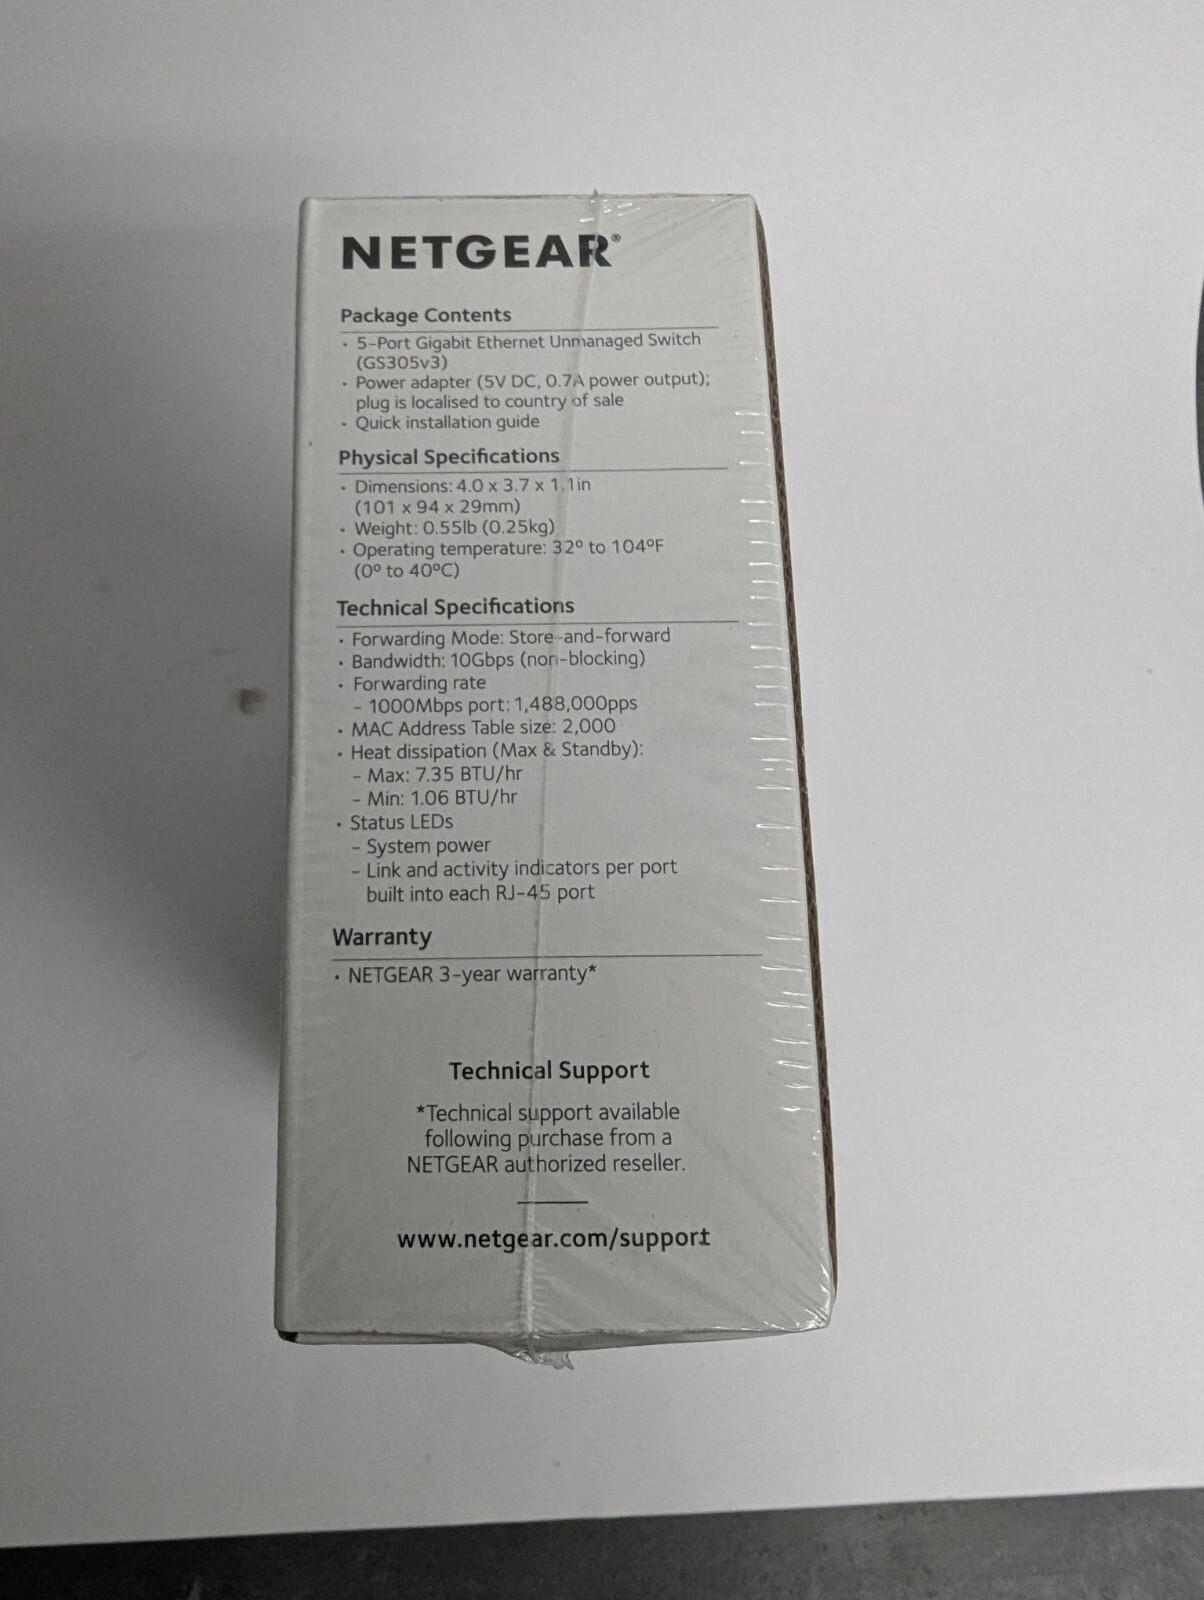 NETGEAR®
Package Contents
· 5-Port Gigabit Ethernet Unmanaged Switch
(GS305v3)
· Power adapter (5V DC, 0.7A power output);
plug is localised to country of sale
· Quick installation guide
Physical Specifications
· Dimensions: 4.0 x 3.7 x 1.1in
(101 x 94 x 29mm)
· Weight: 0.55lb (0.25kg)
· Operating temperature: 32º to 104ºF
(0º to 40ºC)
Technical Specifications
· Forwarding Mode: Store-and-forward
· Bandwidth: 10Gbps (non-blocking)
· Forwarding rate
– 1000Mbps port: 1,488,000pps
· MAC Address Table size: 2,000
· Heat dissipation (Max & Standby):
– Max: 7.35 BTU/hr
– Min: 1.06 BTU/hr
· Status LEDs
– System power
– Link and activity indicators per port
built into each RJ-45 port
Warranty
· NETGEAR 3-year warranty*
Technical Support
*Technical support available
following purchase from a
NETGEAR authorized reseller.
www.netgear.com/support